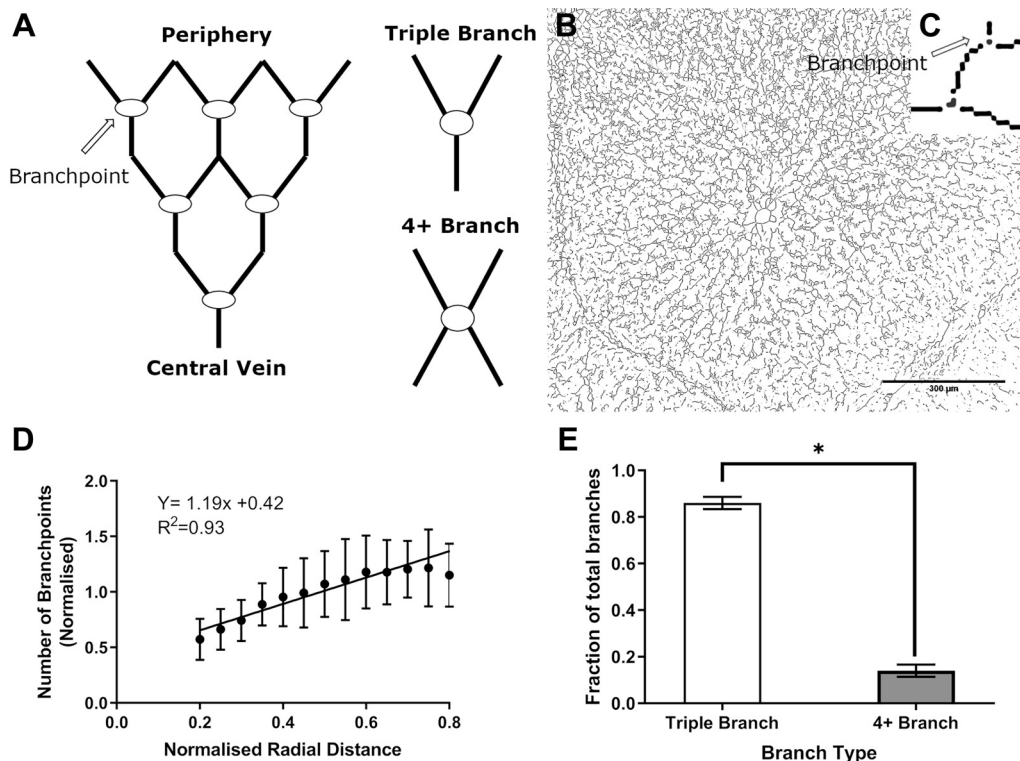 A
Periphery
Branchpoint
Central Vein
Triple Branch
4+ Branch
B
300 µm
C
Branchpoint
D
Y= 1.19x +0.42
R²=0.93
Number of Branchpoints
(Normalised)
2.0
1.5
1.0
0.5
0.0
0.0 0.2 0.4 0.6 0.8
Normalised Radial Distance
E
*
Fraction of total branches
1.0
0.8
0.6
0.4
0.2
0.0
Triple Branch 4+ Branch
Branch Type